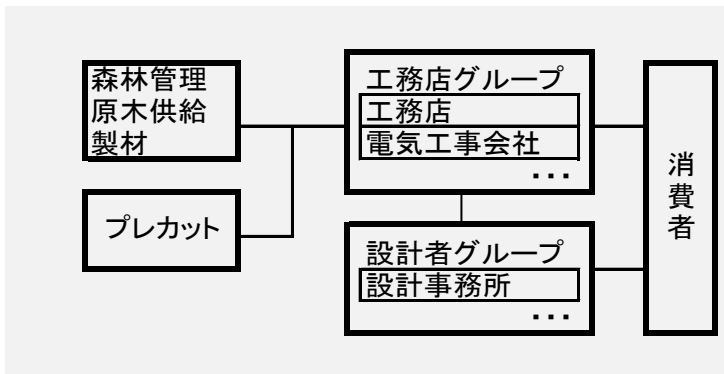 森林管理
原木供給
製材
プレカット
工務店グループ
工務店
電気工事会社
・・・
設計者グループ
設計事務所
・・・
消費者